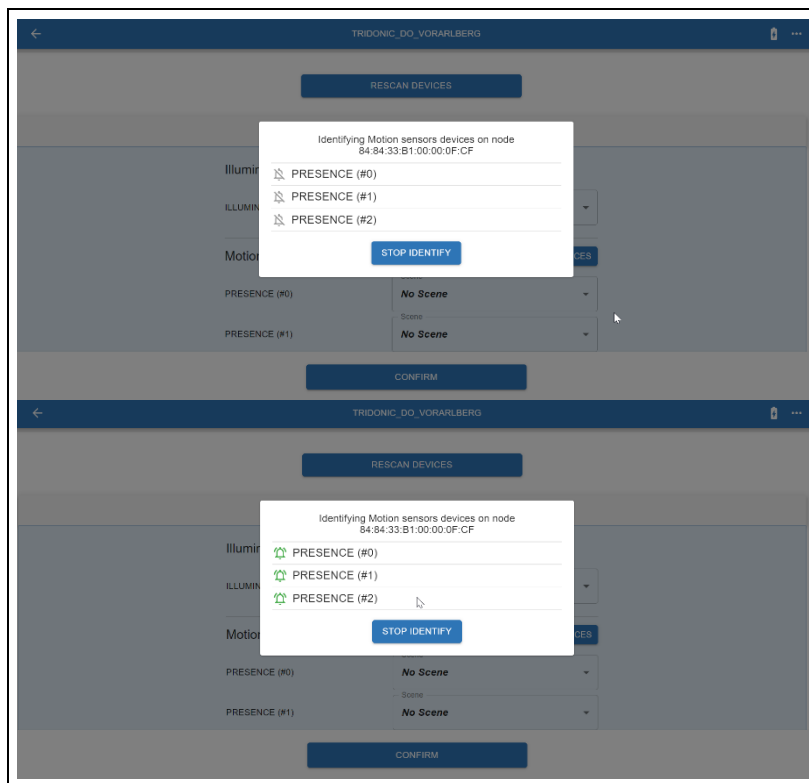 TRIDONIC_DO_VORARLBERG
RESCAN DEVICES
Identifying Motion sensors devices on node
84:84:33:B1:00:00:0F:CF
Illumin
PRESENCE (#0)
PRESENCE (#1)
ILLUMIN
PRESENCE (#2)
STOP IDENTIFY
Motion
CES
PRESENCE (#0)
No Scene
Scene
PRESENCE (#1)
No Scene
CONFIRM
TRIDONIC_DO_VORARLBERG
RESCAN DEVICES
Identifying Motion sensors devices on node
84:84:33:B1:00:00:0F:CF
Illumin
PRESENCE (#0)
PRESENCE (#1)
ILLUMIN
PRESENCE (#2)
STOP IDENTIFY
Motion
CES
PRESENCE (#0)
No Scene
Scene
PRESENCE (#1)
No Scene
CONFIRM